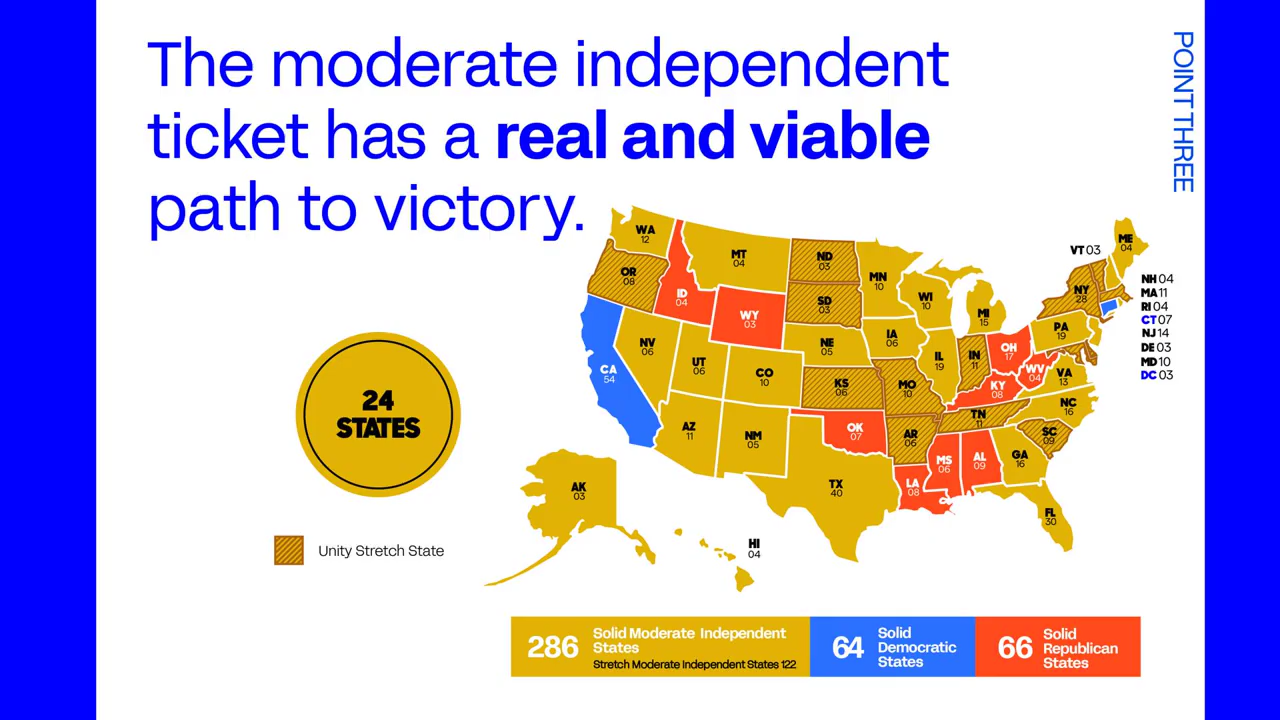 The moderate independent
ticket has a real and viable
path to victory.
POINT THREE
24
STATES
Unity Stretch State
WA
12
OR
08
CA
54
ID
04
NV
06
MT
04
WY
03
UT
06
CO
10
AZ
11
NM
05
ND
03
SD
03
NE
05
KS
06
OK
07
TX
40
MN
10
IA
06
MO
10
AR
06
LA
08
WI
10
IL
19
MI
15
IN
11
OH
17
KY
08
TN
11
MS
06
AL
09
GA
16
FL
30
SC
09
NC
16
VA
13
WV
04
PA
19
NY
28
VT 03
ME
04
NH 04
MA 11
RI 04
CT 07
NJ 14
DE 03
MD 10
DC 03
AK
03
HI
04
286
Solid Moderate Independent
States
Stretch Moderate Independent States 122
64
Solid
Democratic
States
66
Solid
Republican
States